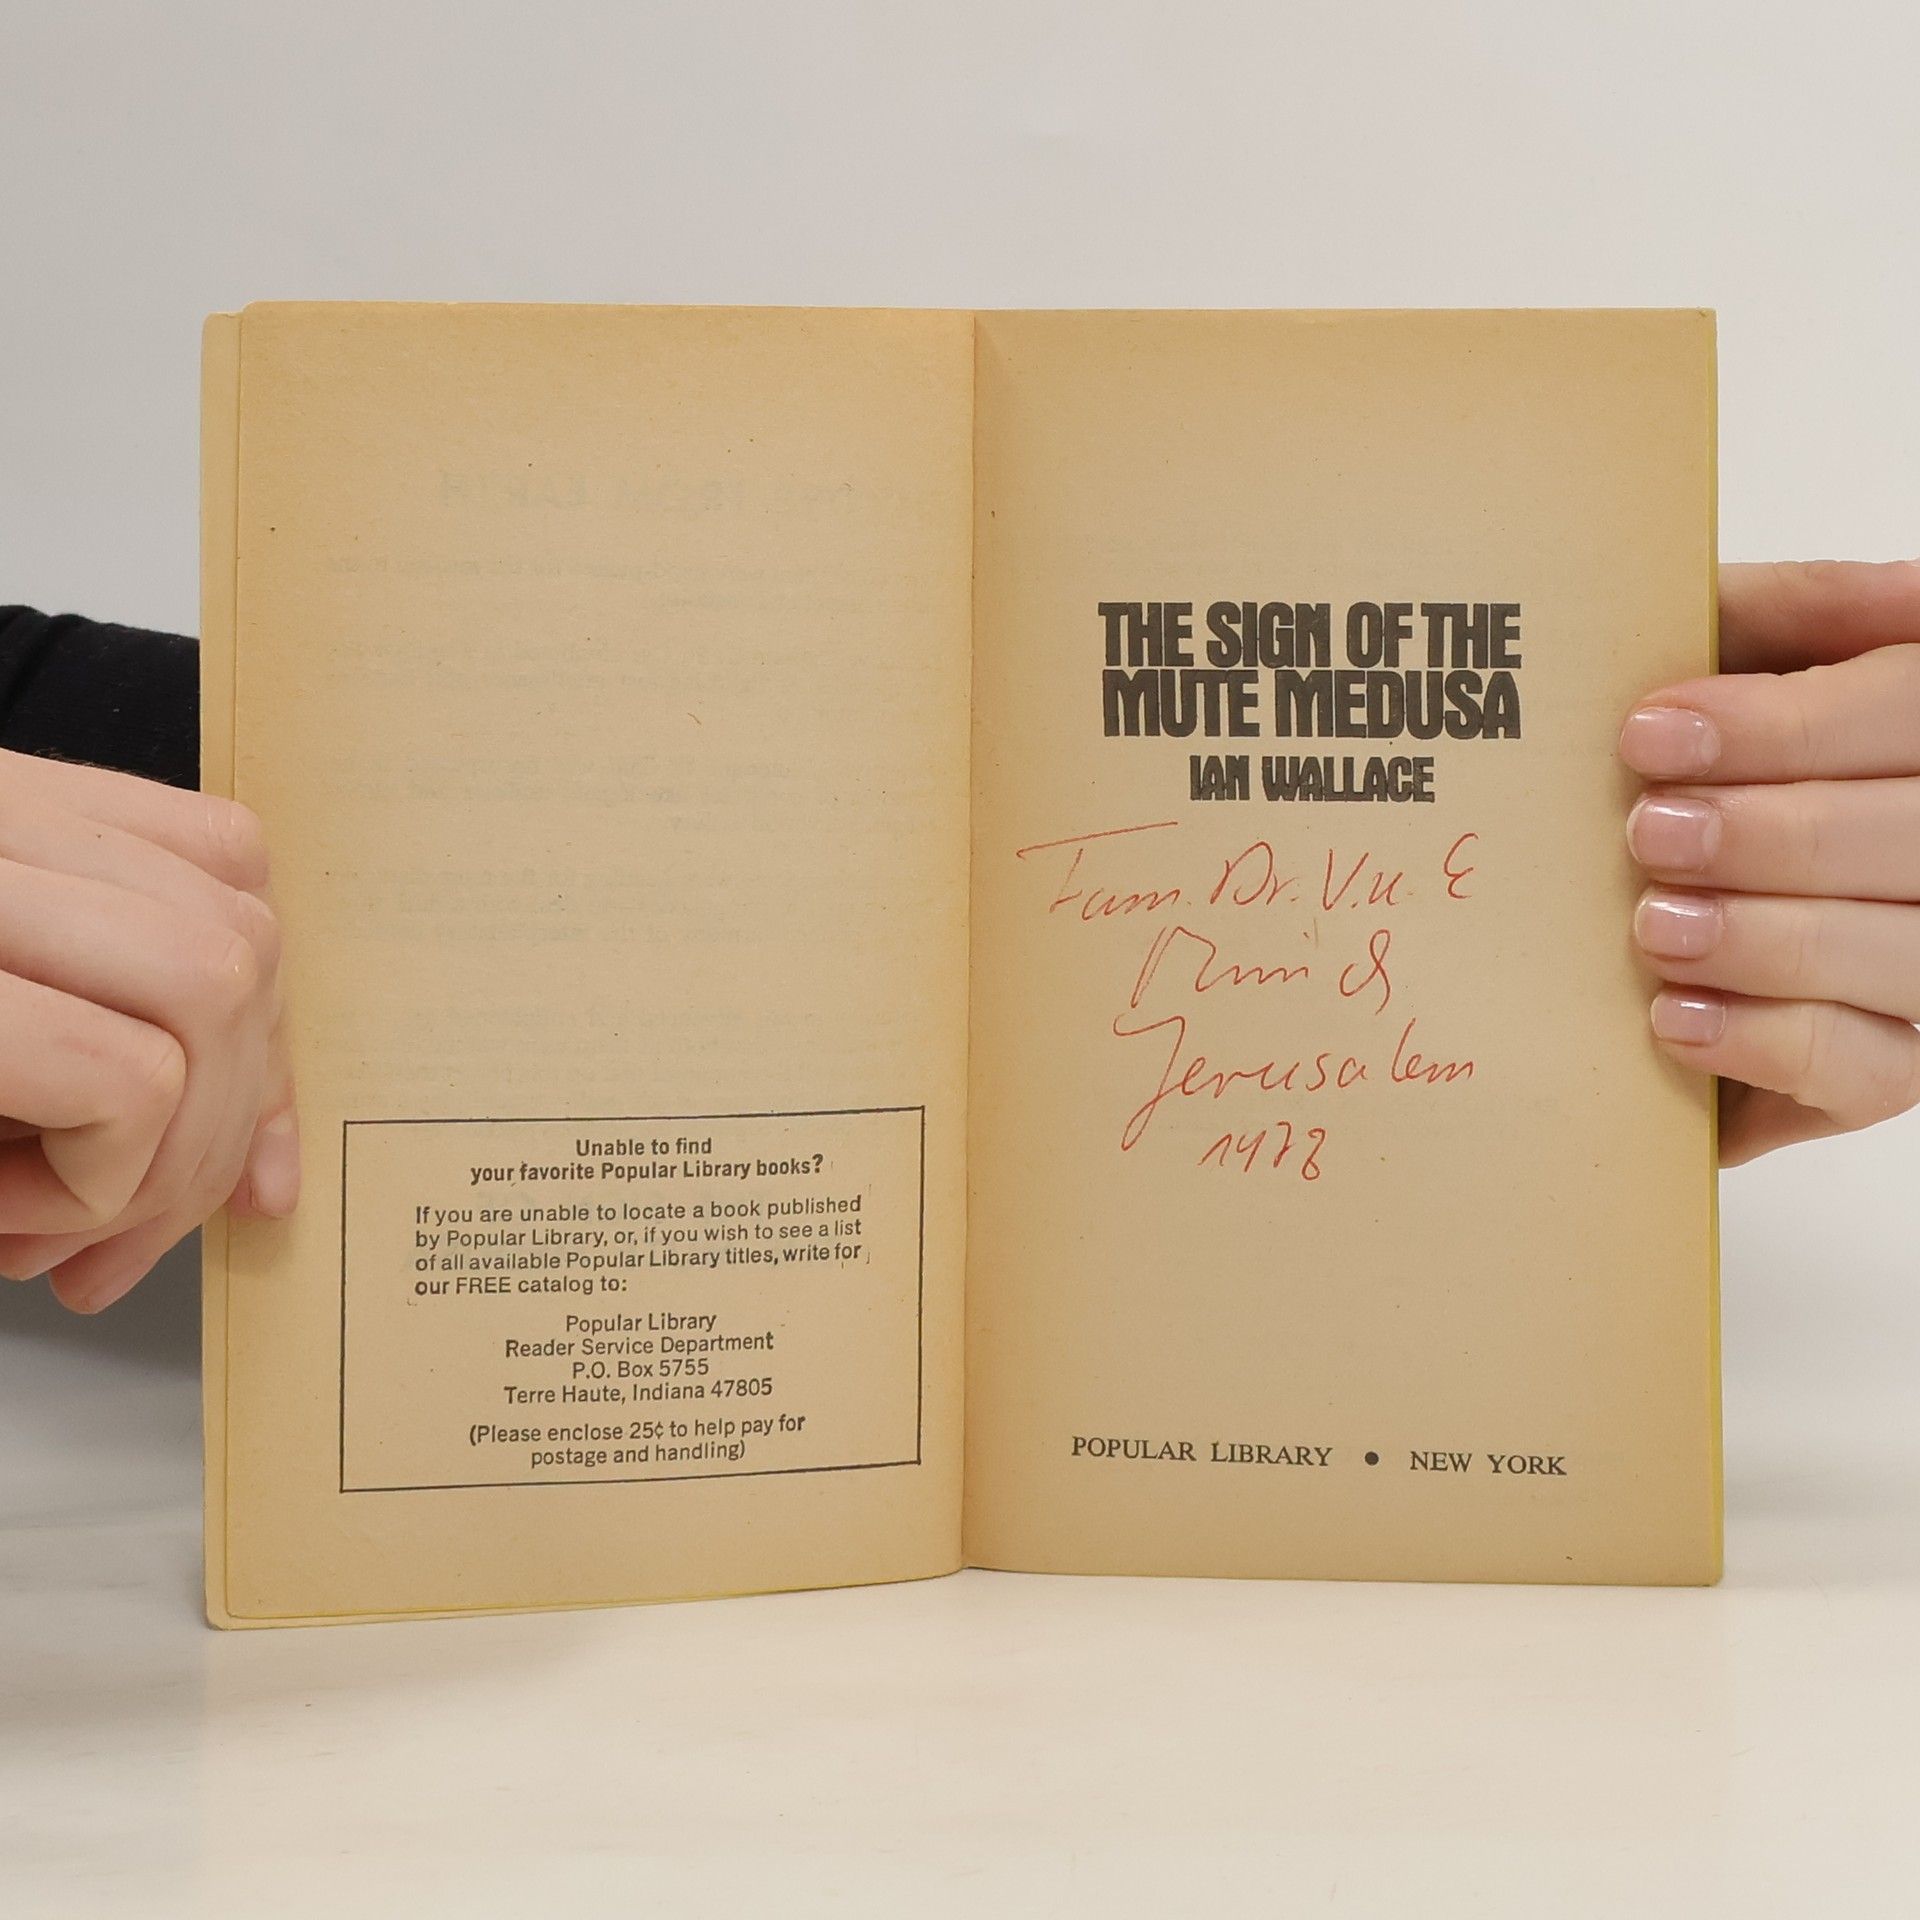 Unable to find
your favorite Popular Library books?
If you are unable to locate a book published
by Popular Library, or, if you wish to see a list
of all available Popular Library titles, write for
our FREE catalog to:
Popular Library
Reader Service Department
P.O. Box 5755
Terre Haute, Indiana 47805
(Please enclose 25¢ to help pay for
postage and handling)
THE SIGN OF THE
MUTE MEDUSA
IAN WALLACE
Fam. Dr. V. u. E
Jerusalem
1978
POPULAR LIBRARY • NEW YORK